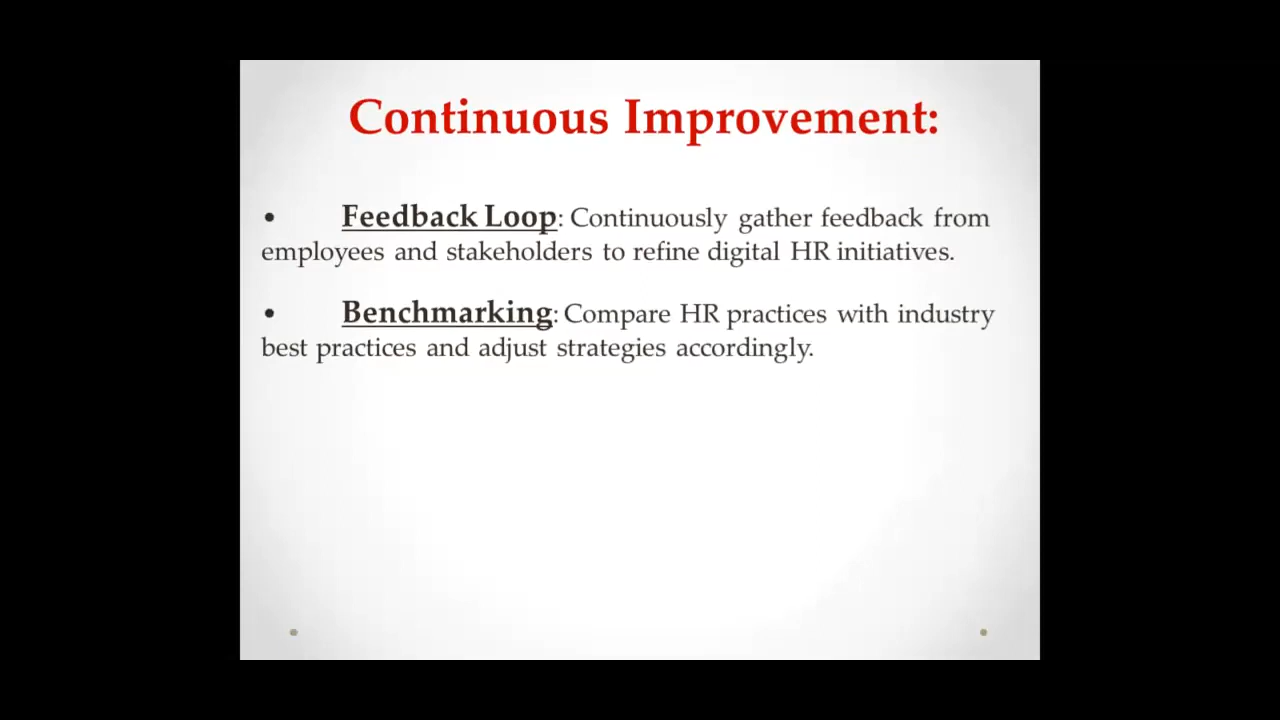 Continuous Improvement:
• Feedback Loop: Continuously gather feedback from
employees and stakeholders to refine digital HR initiatives.
• Benchmarking: Compare HR practices with industry
best practices and adjust strategies accordingly.